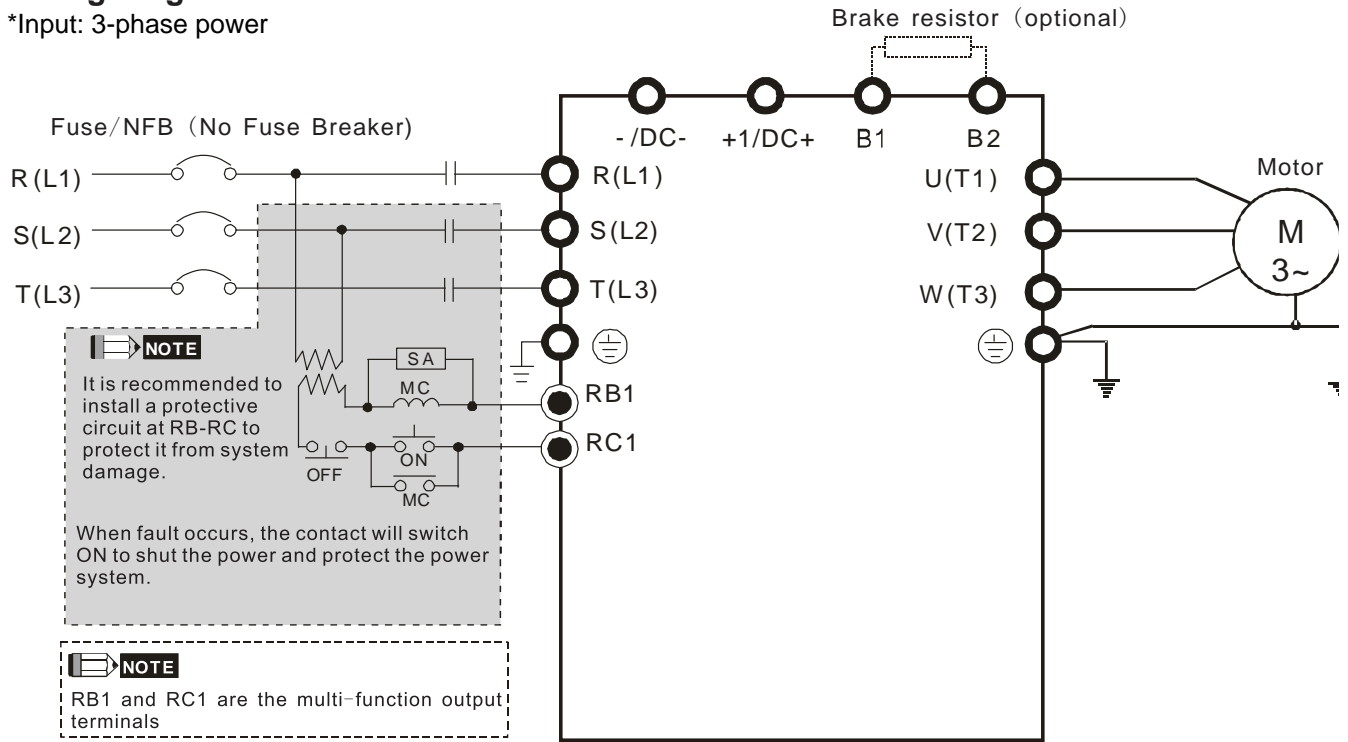 *Input: 3-phase power
Brake resistor (optional)
Fuse/NFB (No Fuse Breaker)
-/DC-
+1/DC+
B1
B2
R(L1)
R(L1)
U(T1)
Motor
S(L2)
S(L2)
V(T2)
M
3~
T(L3)
T(L3)
W(T3)
NOTE
It is recommended to
install a protective
circuit at RB-RC to
protect it from system
damage.
SA
MC
RB1
RC1
OFF
ON
MC
When fault occurs, the contact will switch
ON to shut the power and protect the power
system.
NOTE
RB1 and RC1 are the multi-function output
terminals